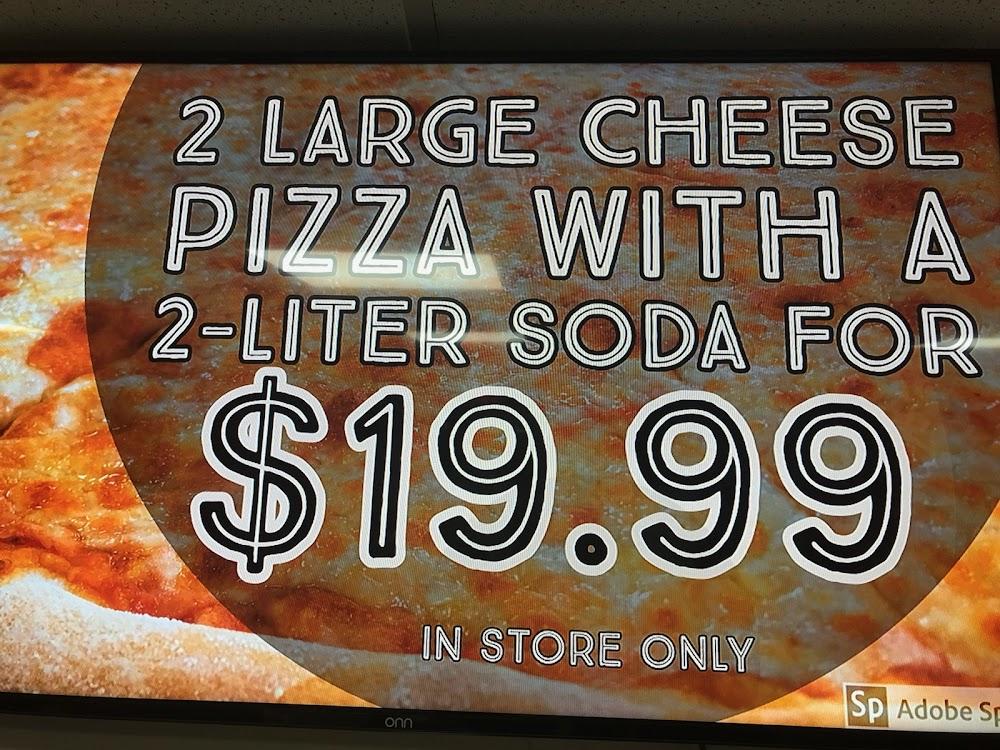 2 LARGE CHEESE
PIZZA WITH A
2-LITER SODA FOR
$19.99
IN STORE ONLY
Sp Adobe Sp
onn